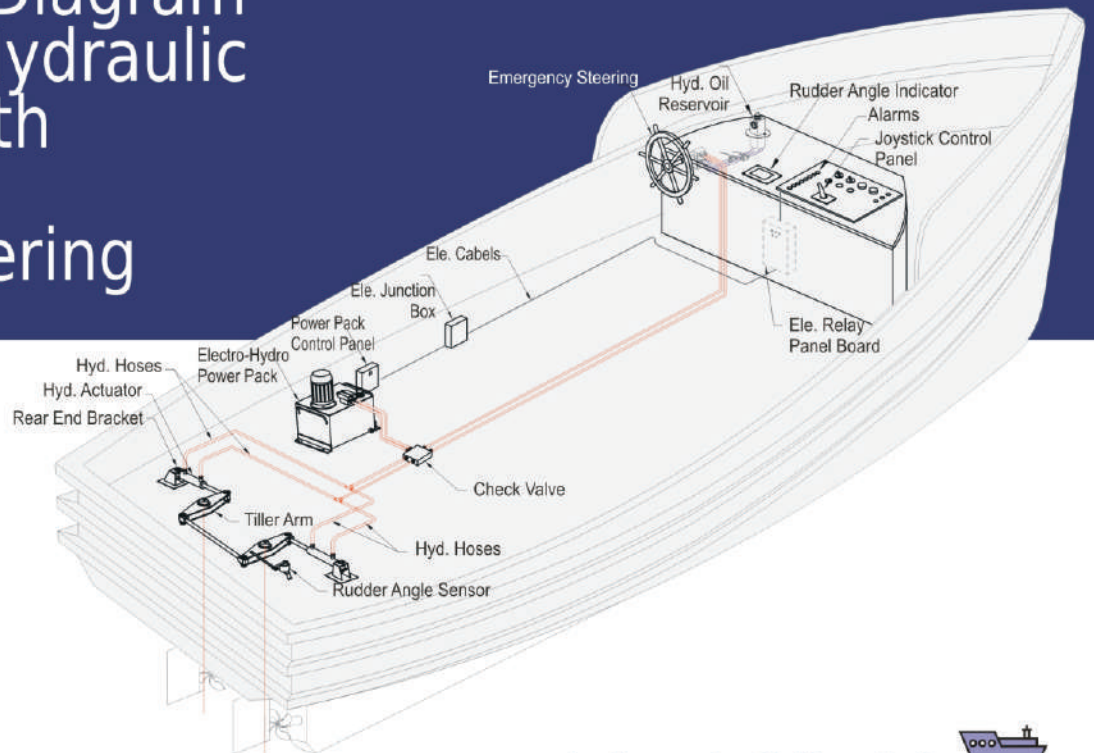 Diagram
ydraulic
th
ering
Emergency Steering
Hyd. Oil
Reservoir
Rudder Angle Indicator
Alarms
Joystick Control
Panel
Ele. Cabels
Ele. Junction
Box
Power Pack
Control Panel
Electro-Hydro
Power Pack
Ele. Relay
Panel Board
Hyd. Hoses
Hyd. Actuator
Rear End Bracket
Check Valve
Tiller Arm
Hyd. Hoses
Rudder Angle Sensor